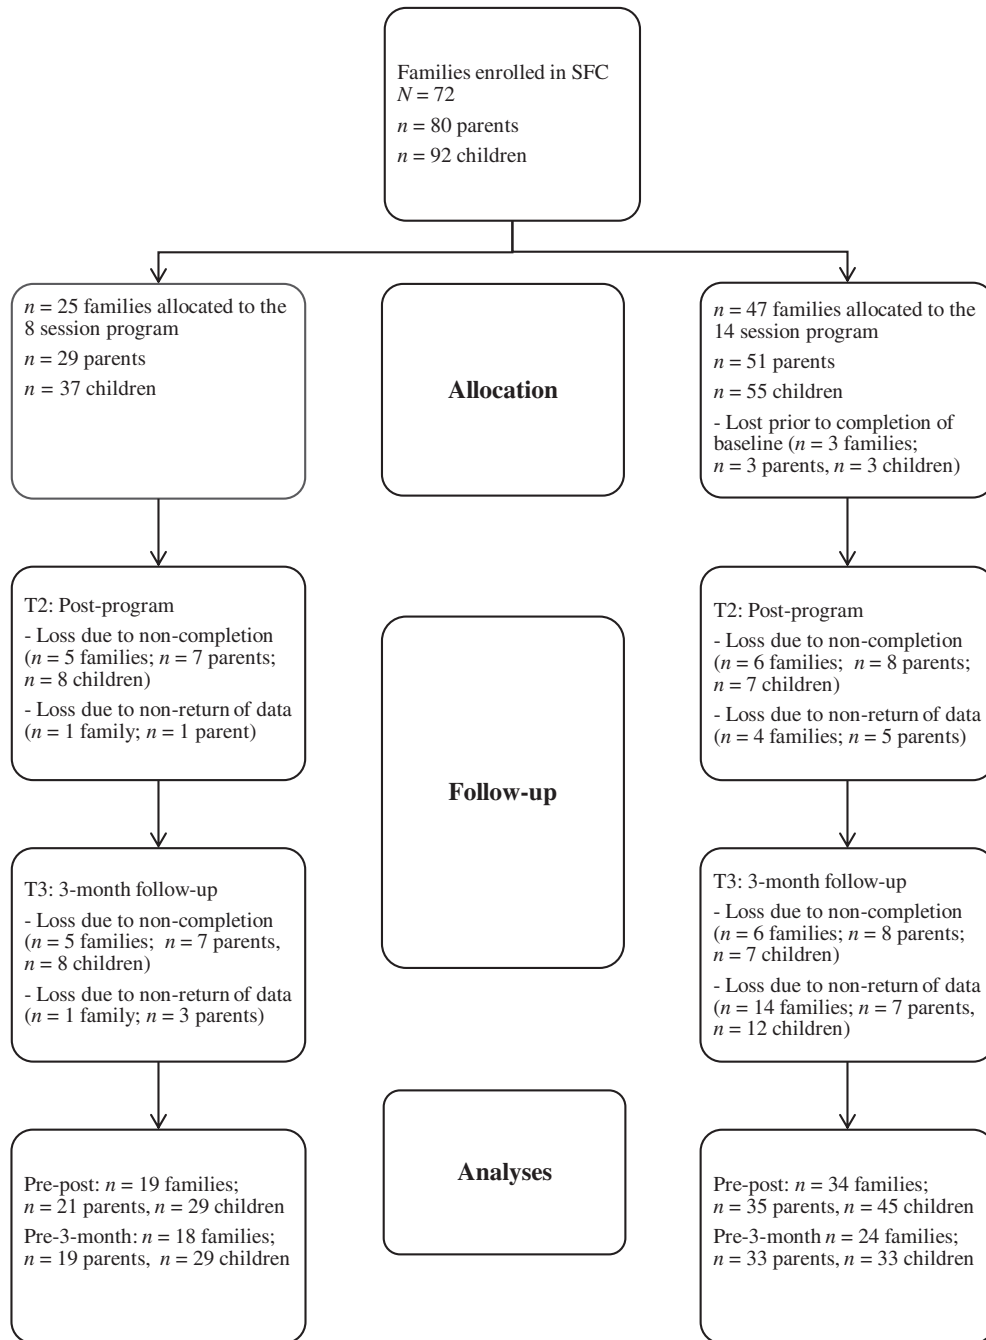 Families enrolled in SFC
N = 72
n = 80 parents
n = 92 children
n = 25 families allocated to the
8 session program
n = 29 parents
n = 37 children
Allocation
n = 47 families allocated to the
14 session program
n = 51 parents
n = 55 children
- Lost prior to completion of
baseline (n = 3 families;
n = 3 parents, n = 3 children)
T2: Post-program
- Loss due to non-completion
(n = 5 families; n = 7 parents;
n = 8 children)
- Loss due to non-return of data
(n = 1 family; n = 1 parent)
Follow-up
T2: Post-program
- Loss due to non-completion
(n = 6 families; n = 8 parents;
n = 7 children)
- Loss due to non-return of data
(n = 4 families; n = 5 parents)
T3: 3-month follow-up
- Loss due to non-completion
(n = 5 families; n = 7 parents,
n = 8 children)
- Loss due to non-return of data
(n = 1 family; n = 3 parents)
T3: 3-month follow-up
- Loss due to non-completion
(n = 6 families; n = 8 parents;
n = 7 children)
- Loss due to non-return of data
(n = 14 families; n = 7 parents,
n = 12 children)
Pre-post: n = 19 families;
n = 21 parents, n = 29 children
Pre-3-month: n = 18 families;
n = 19 parents, n = 29 children
Analyses
Pre-post: n = 34 families;
n = 35 parents, n = 45 children
Pre-3-month n = 24 families;
n = 33 parents, n = 33 children